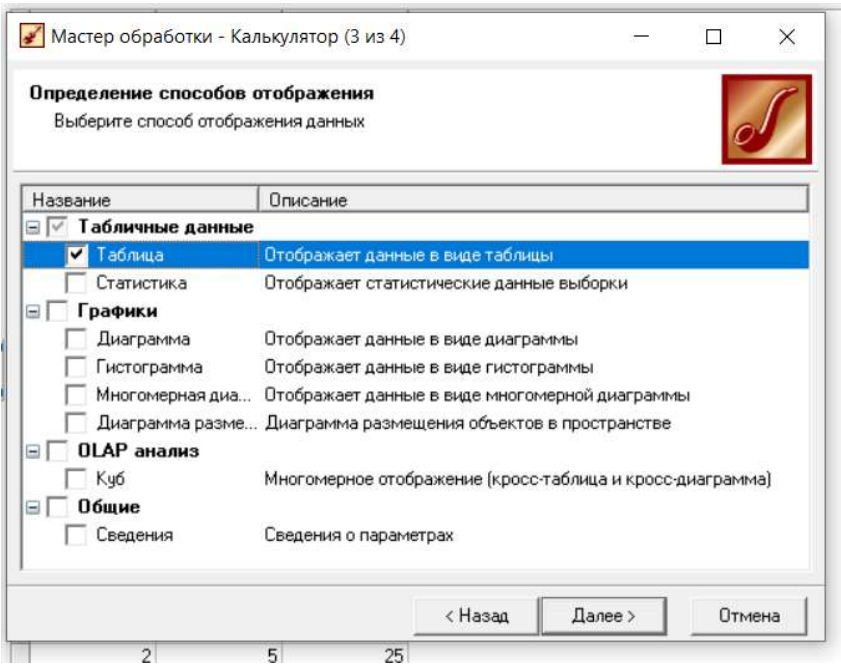 Мастер обработки - Калькулятор (3 из 4)
Определение способов отображения
Выберите способ отображения данных
Название Описание
Табличные данные
Таблица Отображает данные в виде таблицы
Статистика Отображает статистические данные выборки
Графики
Диаграмма Отображает данные в виде диаграммы
Гистограмма Отображает данные в виде гистограммы
Многомерная диа... Отображает данные в виде многомерной диаграммы
Диаграмма разме... Диаграмма размещения объектов в пространстве
OLAP анализ
Куб Многомерное отображение (кросс-таблица и кросс-диаграмма)
Общие
Сведения Сведения о параметрах
< Назад Далее > Отмена
2 5 25